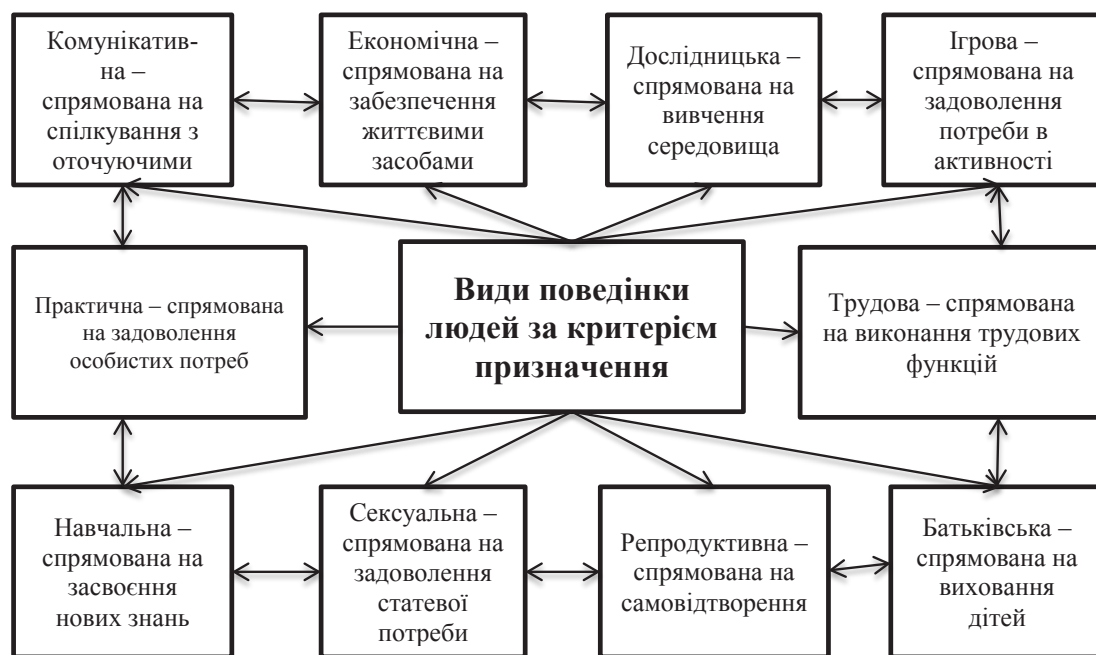 Комунікатив-
на –
спрямована на
спілкування з
оточуючими
Економічна –
спрямована на
забезпечення
життєвими
засобами
Дослідницька –
спрямована на
вивчення
середовища
Ігрова –
спрямована на
задоволення
потреби в
активності
Практична – спрямована
на задоволення
особистих потреб
Види поведінки
людей за критерієм
призначення
Трудова – спрямована
на виконання трудових
функцій
Навчальна –
спрямована на
засвоєння
нових знань
Сексуальна –
спрямована на
задоволення
статевої
потреби
Репродуктивна –
спрямована на
самовідтворення
Батьківська –
спрямована на
виховання
дітей